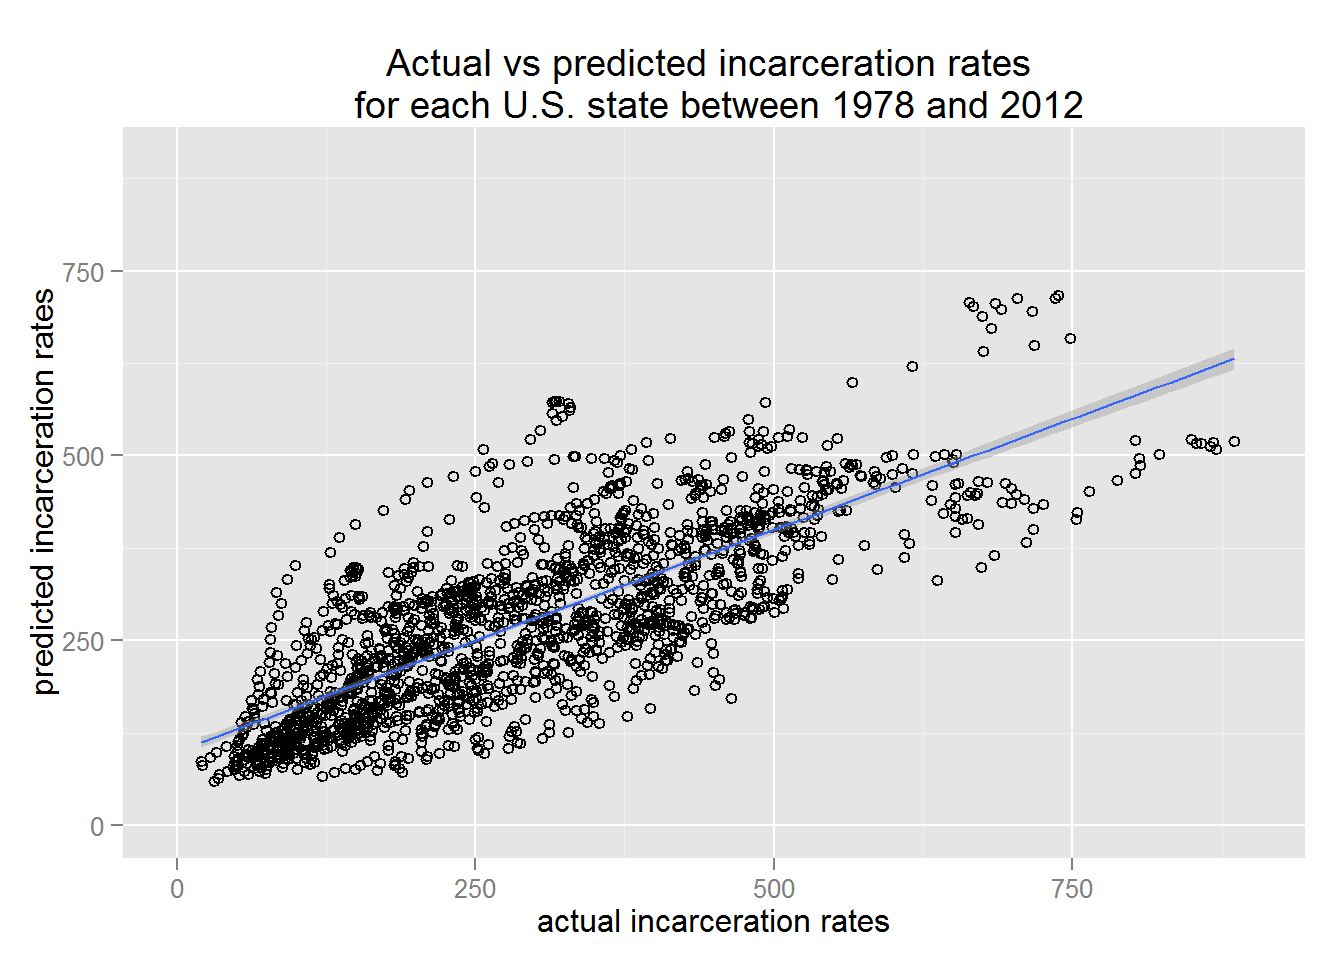 Actual vs predicted incarceration rates
for each U.S. state between 1978 and 2012
predicted incarceration rates
750
500
250
0
0 250 500 750
actual incarceration rates